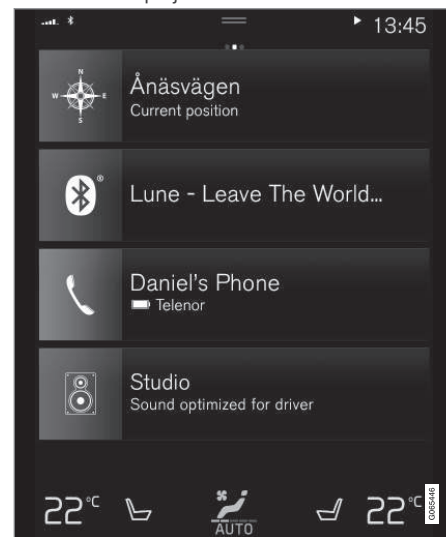 13:45
N
W E
S
Ånäsvägen
Current position
®
Lune - Leave The World...
Daniel's Phone
Telenor
Studio
Sound optimized for driver
22°C
AUTO
22°C
G065446